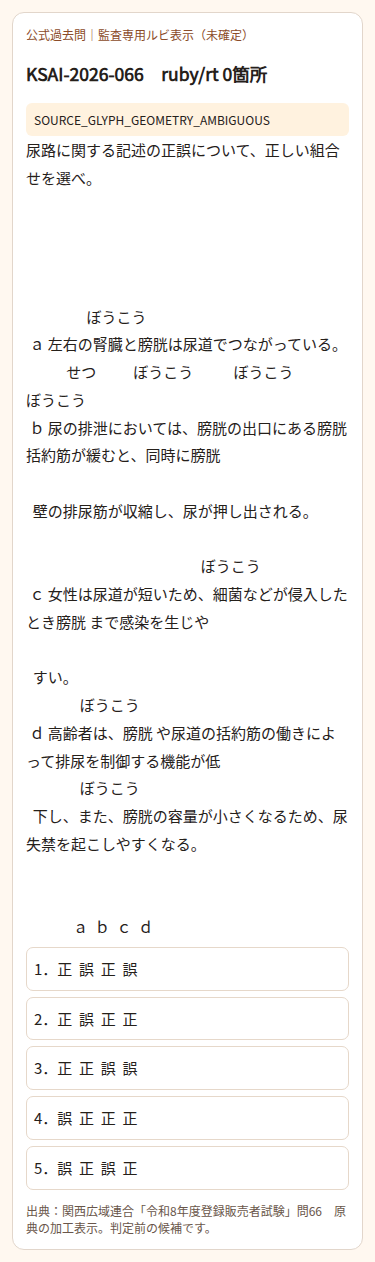 公式過去問｜監査専用ルビ表示（未確定）
KSAI-2026-066　ruby/rt 0箇所
SOURCE_GLYPH_GEOMETRY_AMBIGUOUS
尿路に関する記述の正誤について、正しい組合
せを選べ。
ぼうこう
ａ 左右の腎臓と膀胱は尿道でつながっている。
せつ ぼうこう ぼうこう
ぼうこう
ｂ 尿の排泄においては、膀胱の出口にある膀胱
括約筋が緩むと、同時に膀胱
壁の排尿筋が収縮し、尿が押し出される。
ぼうこう
ｃ 女性は尿道が短いため、細菌などが侵入した
とき膀胱 まで感染を生じや
すい。
ぼうこう
ｄ 高齢者は、膀胱 や尿道の括約筋の働きによ
って排尿を制御する機能が低
ぼうこう
下し、また、膀胱の容量が小さくなるため、尿
失禁を起こしやすくなる。
ａ ｂ ｃ ｄ
1．正 誤 正 誤
2．正 誤 正 正
3．正 正 誤 誤
4．誤 正 正 正
5．誤 正 誤 正
出典：関西広域連合「令和8年度登録販売者試験」問66　原
典の加工表示。判定前の候補です。